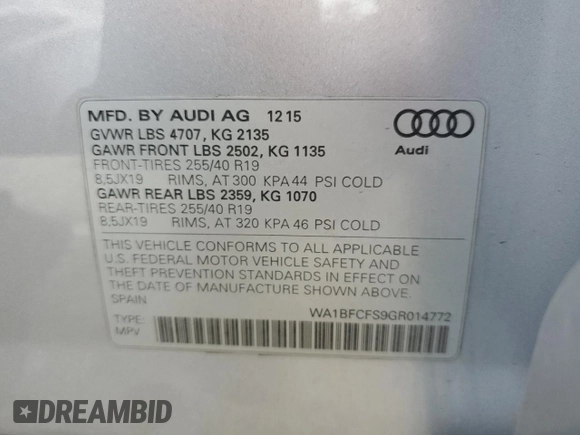 MFD. BY AUDI AG 12 15
GVWR LBS 4707, KG 2135
GAWR FRONT LBS 2502, KG 1135
FRONT-TIRES 255/40 R19
8,5JX19 RIMS, AT 300 KPA 44 PSI COLD
GAWR REAR LBS 2359, KG 1070
REAR-TIRES 255/40 R19
8,5JX19 RIMS, AT 320 KPA 46 PSI COLD
Audi
THIS VEHICLE CONFORMS TO ALL APPLICABLE
U.S. FEDERAL MOTOR VEHICLE SAFETY AND
THEFT PREVENTION STANDARDS IN EFFECT ON
THE DATE OF MANUFACTURE SHOWN ABOVE.
SPAIN
TYPE: WA1BFCFS9GR014772
MPV
DREAMBID